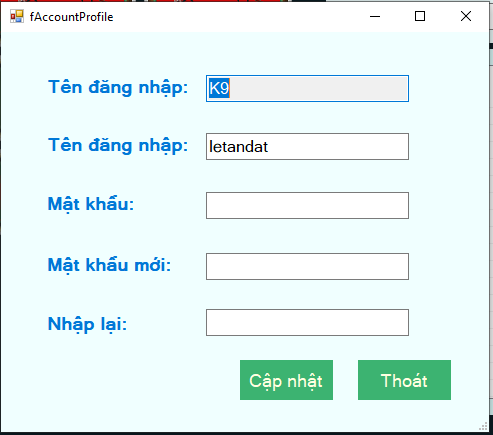 fAccountProfile
Tên đăng nhập: K9
Tên đăng nhập: letandat
Mật khẩu:
Mật khẩu mới:
Nhập lại:
Cập nhật Thoát